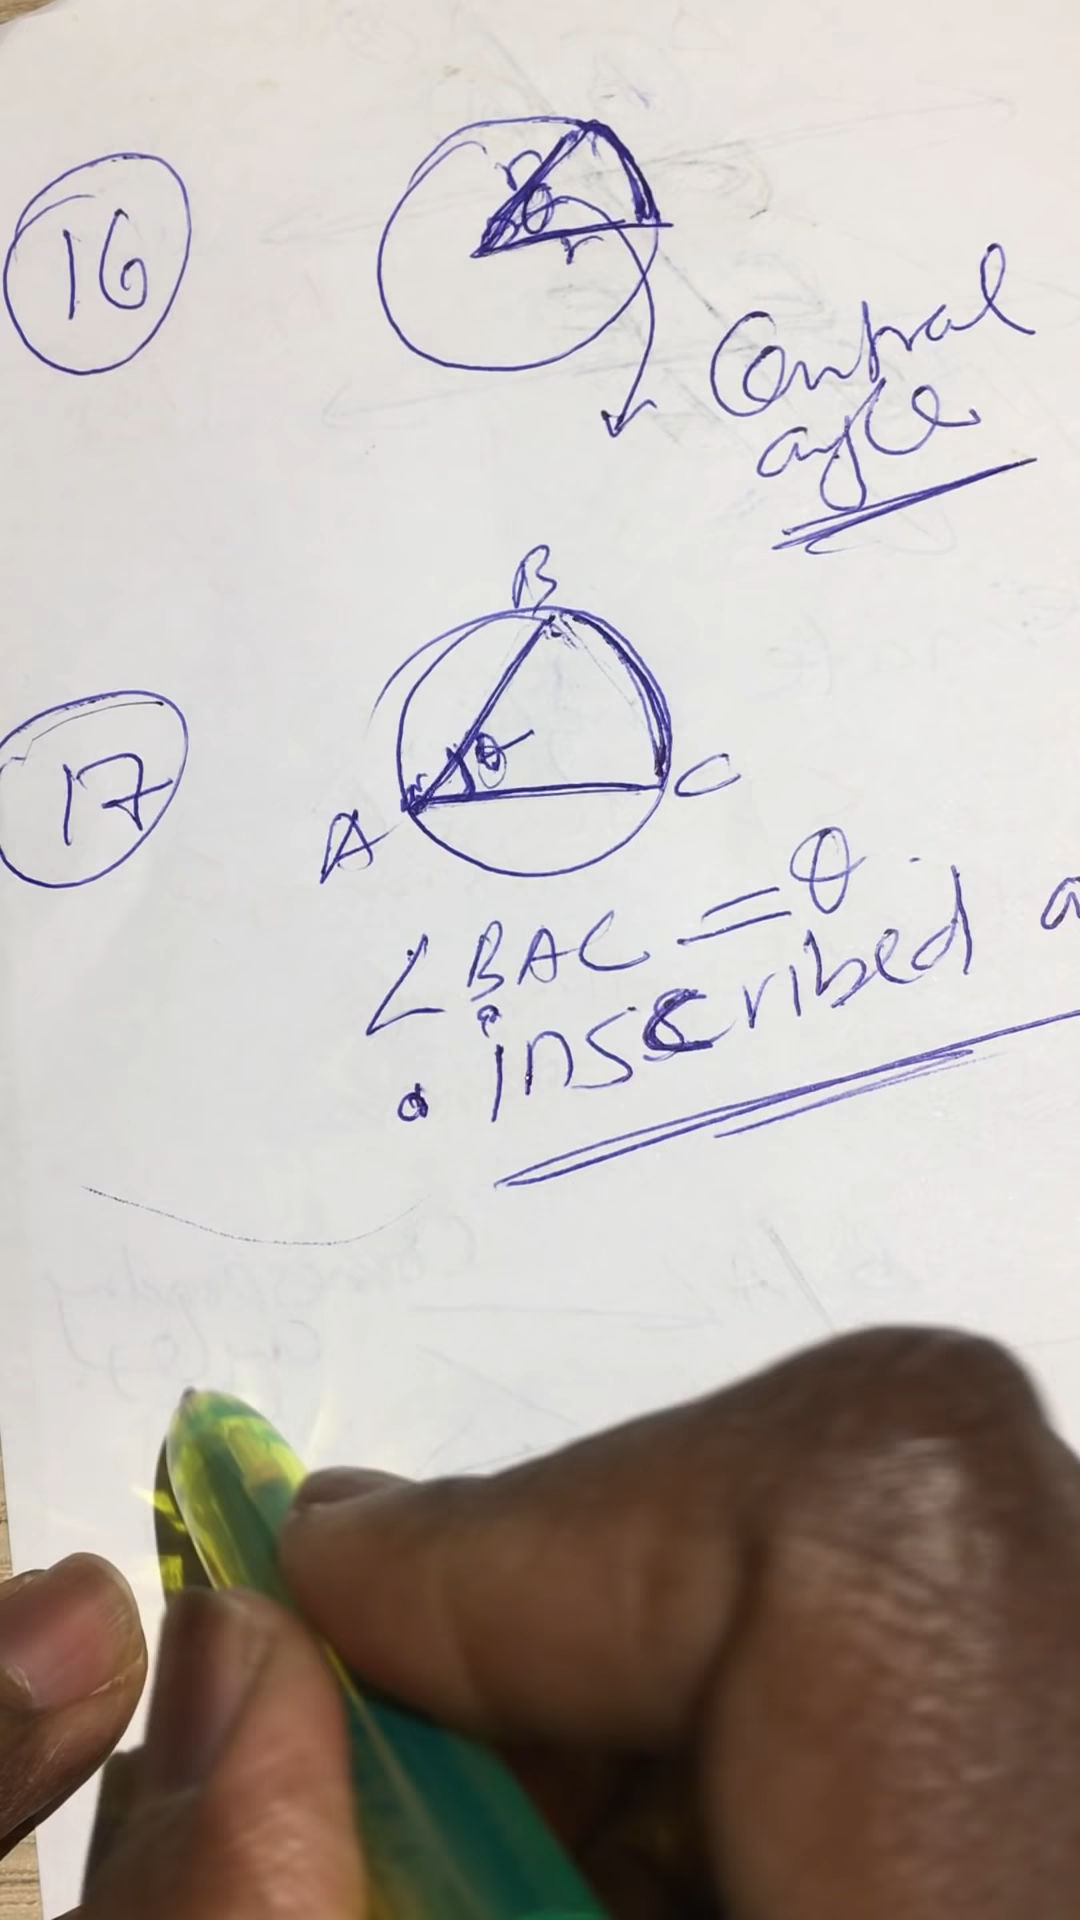 16
r
θ
r
Central
angle
B
17
θ
C
A
∠BAC = θ
inscribed a